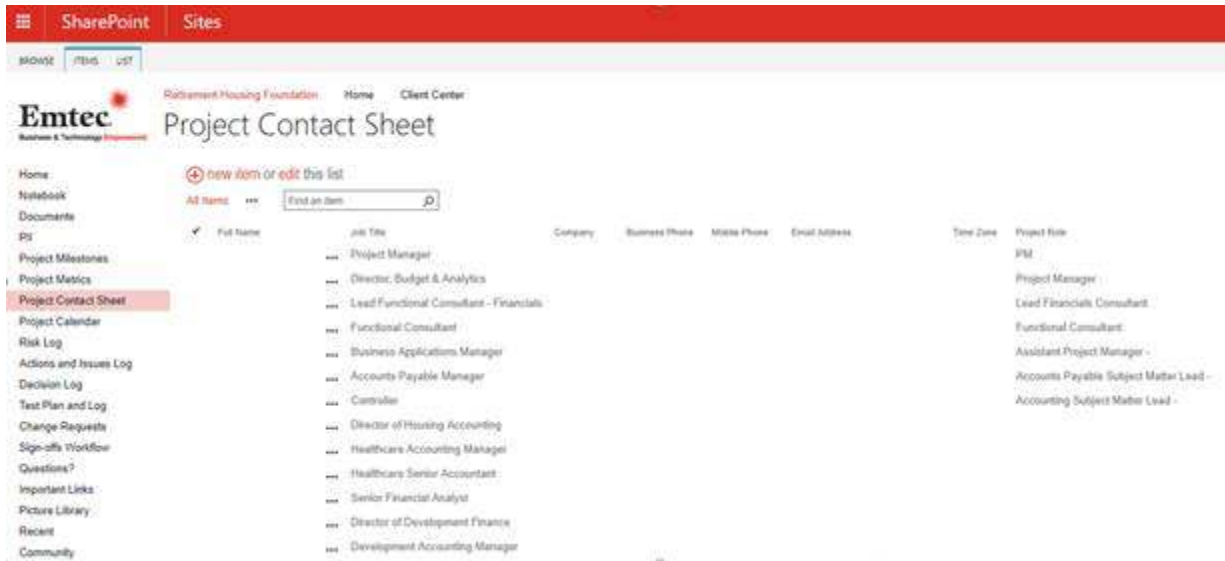 SharePoint Sites
BROWSE ITEMS LIST
Emtec
Business & Technology Empowered
Retirement Housing Foundation Home Client Center
Project Contact Sheet
Home
Notebook
Documents
PII
Project Milestones
Project Metrics
Project Contact Sheet
Project Calendar
Risk Log
Actions and Issues Log
Decision Log
Test Plan and Log
Change Requests
Sign-offs Workflow
Questions?
Important Links
Picture Library
Recent
Community
new item or edit this list
All Items ••• Find an item
Full Name Job Title Company Business Phone Mobile Phone Email Address Time Zone Project Role
••• Project Manager PM
••• Director, Budget & Analytics Project Manager
••• Lead Functional Consultant - Financials Lead Financials Consultant
••• Functional Consultant Functional Consultant
••• Business Applications Manager Assistant Project Manager -
••• Accounts Payable Manager Accounts Payable Subject Matter Lead -
••• Controller Accounting Subject Matter Lead -
••• Director of Housing Accounting
••• Healthcare Accounting Manager
••• Healthcare Senior Accountant
••• Senior Financial Analyst
••• Director of Development Finance
••• Development Accounting Manager